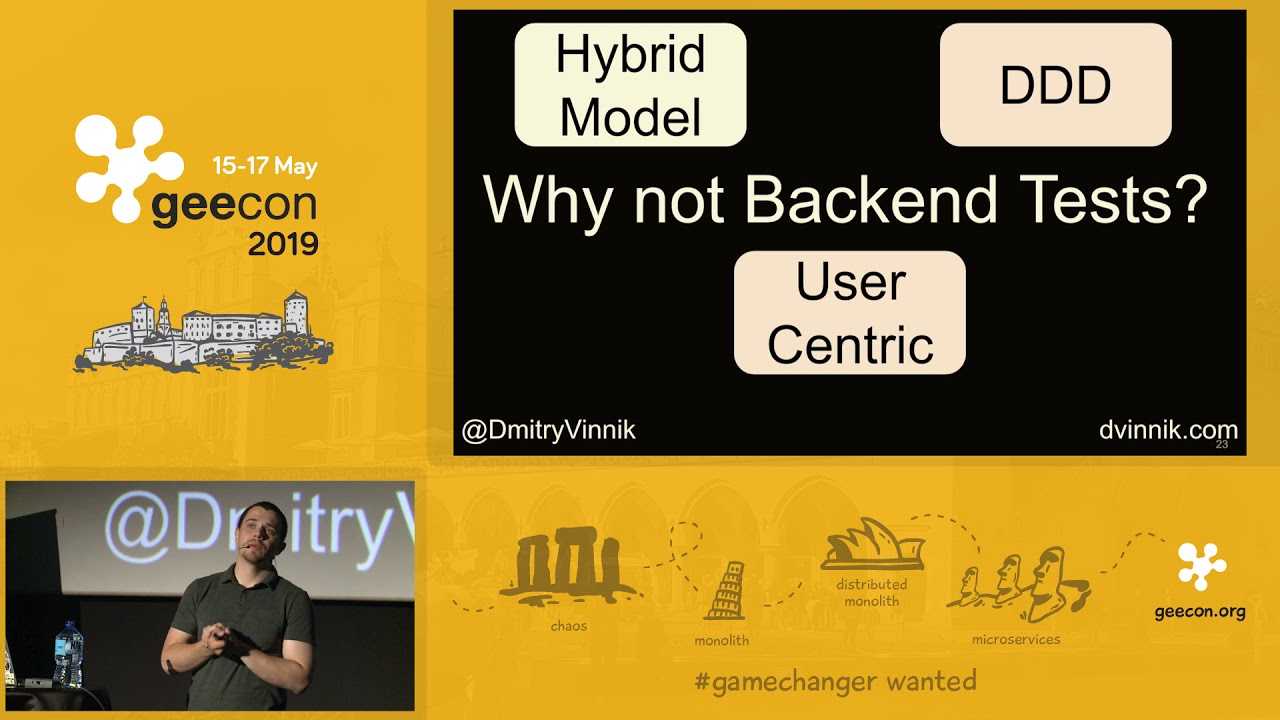 15-17 May
geecon
2019
Hybrid
Model
DDD
Why not Backend Tests?
User
Centric
@DmitryVinnik
dvinnik.com
23
@DmitryV
chaos
monolith
distributed
monolith
microservices
geecon.org
#gamechanger wanted